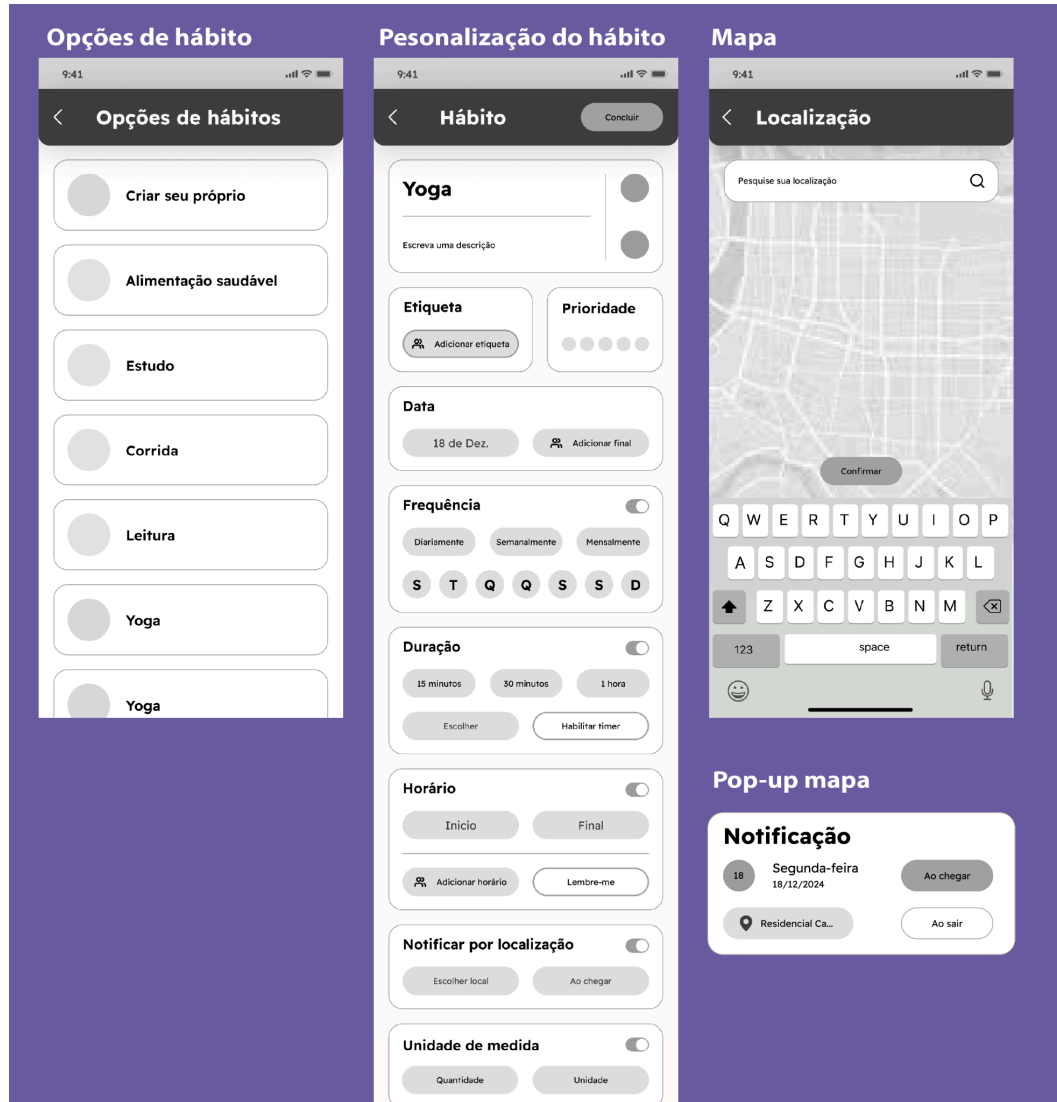 Opções de hábito
9:41
Opções de hábitos
Criar seu próprio
Alimentação saudável
Estudo
Corrida
Leitura
Yoga
Yoga
Pesonalização do hábito
9:41
Hábito
Concluir
Yoga
Escreva uma descrição
Etiqueta
Adicionar etiqueta
Prioridade
Data
18 de Dez.
Adicionar final
Frequência
Diariamente Semanalmente Mensalmente
S T Q Q S S D
Duração
15 minutos 30 minutos 1 hora
Escolher Habilitar timer
Horário
Inicio Final
Adicionar horário Lembre-me
Notificar por localização
Escolher local Ao chegar
Unidade de medida
Quantidade Unidade
Mapa
9:41
Localização
Pesquise sua localização
Confirmar
Q W E R T Y U I O P
A S D F G H J K L
Z X C V B N M
123 space return
Pop-up mapa
Notificação
18 Segunda-feira
18/12/2024
Ao chegar
Residencial Ca... Ao sair